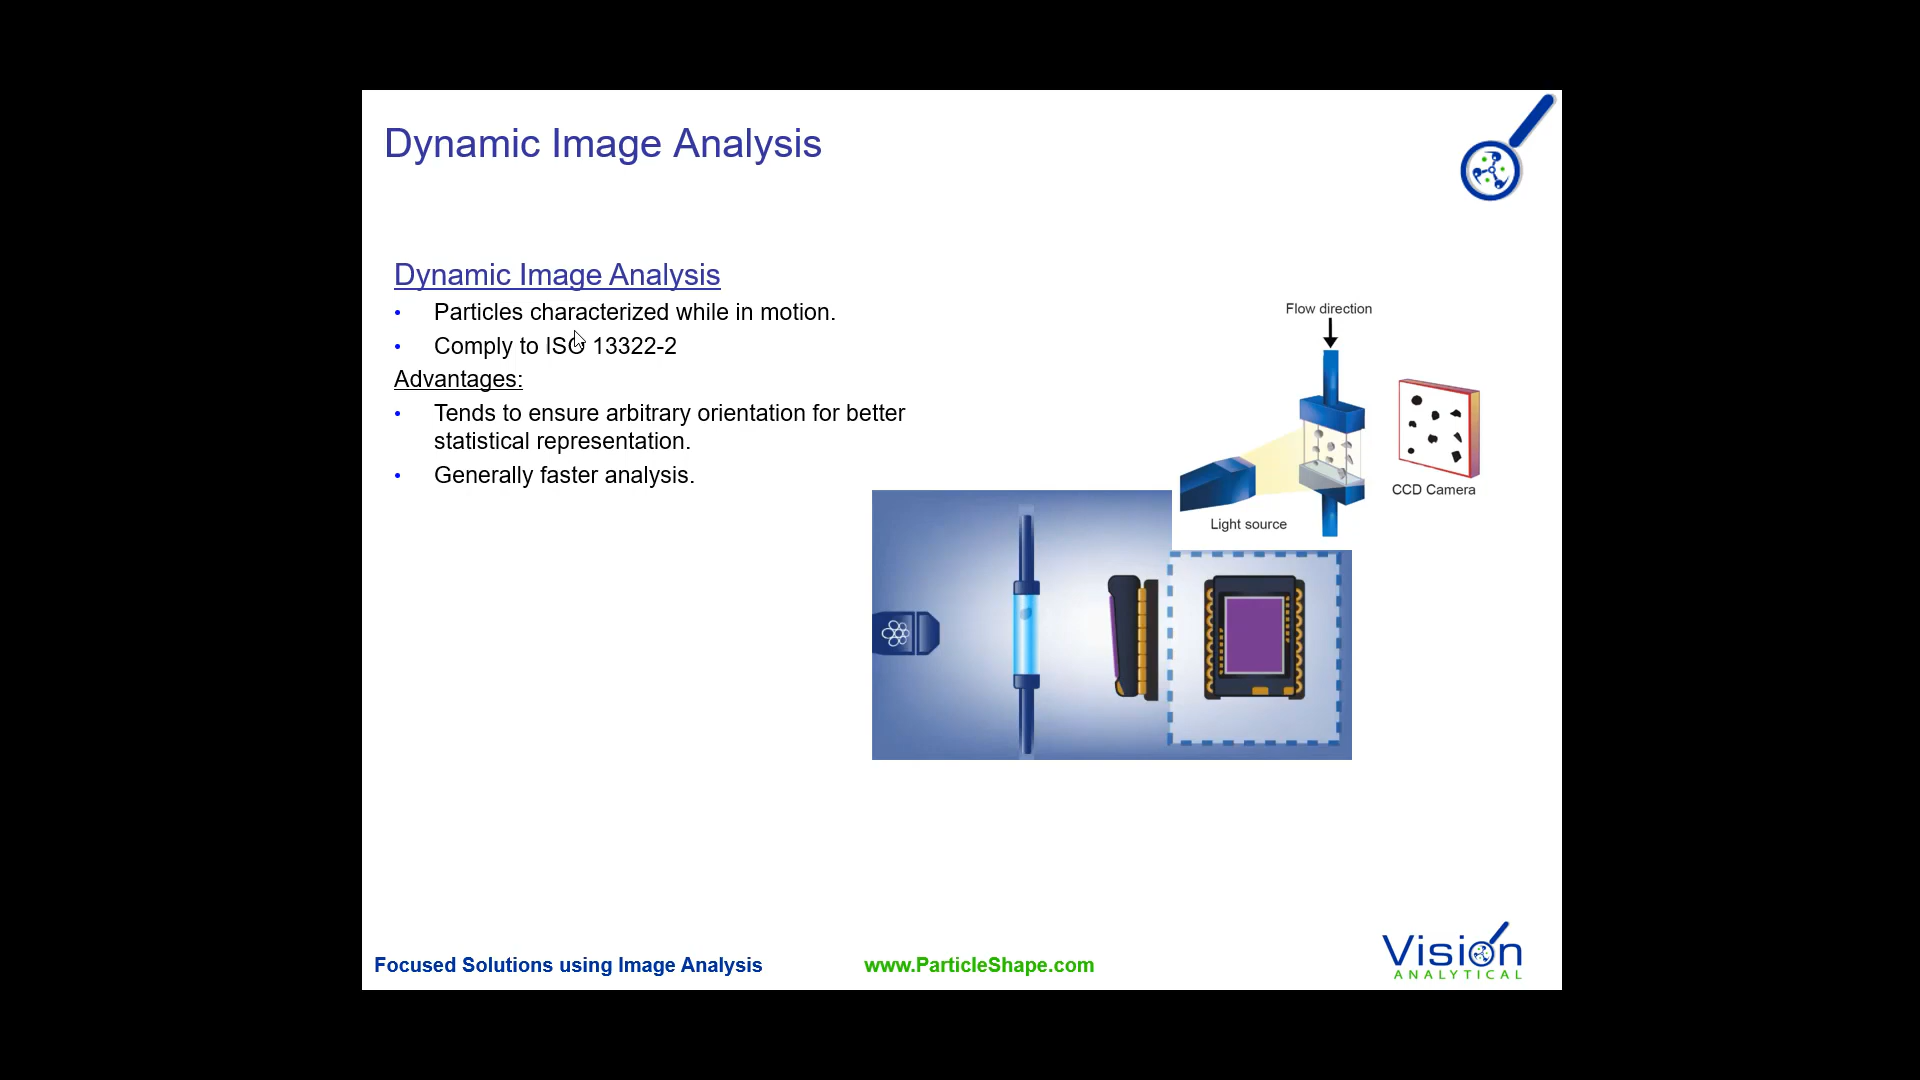 Dynamic Image Analysis
Dynamic Image Analysis
• Particles characterized while in motion.
• Comply to ISO 13322-2
Advantages:
• Tends to ensure arbitrary orientation for better
statistical representation.
• Generally faster analysis.
Flow direction
CCD Camera
Light source
Focused Solutions using Image Analysis
www.ParticleShape.com
Vision
ANALYTICAL